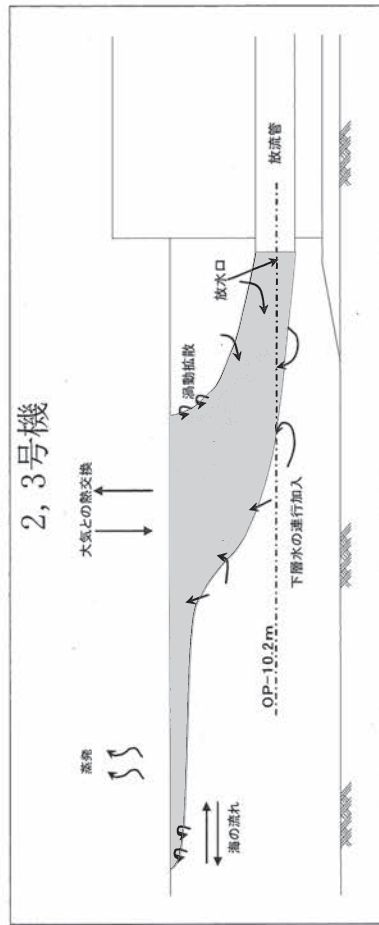 2, 3号機
蒸発
大気との熱交換
渦動拡散
放水口
放流管
海の流れ
下層水の連行加入
OP-10.2m